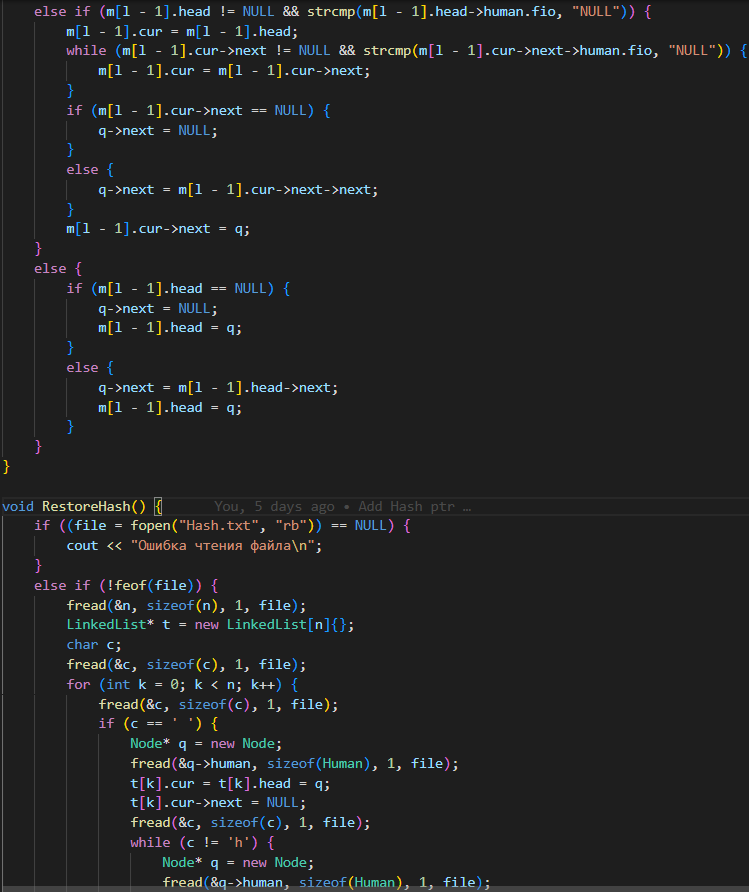 else if (m[l - 1].head != NULL && strcmp(m[l - 1].head->human.fio, "NULL")) {
m[l - 1].cur = m[l - 1].head;
while (m[l - 1].cur->next != NULL && strcmp(m[l - 1].cur->next->human.fio, "NULL")) {
m[l - 1].cur = m[l - 1].cur->next;
}
if (m[l - 1].cur->next == NULL) {
q->next = NULL;
}
else {
q->next = m[l - 1].cur->next->next;
}
m[l - 1].cur->next = q;
}
else {
if (m[l - 1].head == NULL) {
q->next = NULL;
m[l - 1].head = q;
}
else {
q->next = m[l - 1].head->next;
m[l - 1].head = q;
}
}
}
void RestoreHash() { You, 5 days ago • Add Hash ptr …
if ((file = fopen("Hash.txt", "rb")) == NULL) {
cout << "Ошибка чтения файла\n";
}
else if (!feof(file)) {
fread(&n, sizeof(n), 1, file);
LinkedList* t = new LinkedList[n]{};
char c;
fread(&c, sizeof(c), 1, file);
for (int k = 0; k < n; k++) {
fread(&c, sizeof(c), 1, file);
if (c == ' ') {
Node* q = new Node;
fread(&q->human, sizeof(Human), 1, file);
t[k].cur = t[k].head = q;
t[k].cur->next = NULL;
fread(&c, sizeof(c), 1, file);
while (c != 'h') {
Node* q = new Node;
fread(&q->human, sizeof(Human), 1, file);